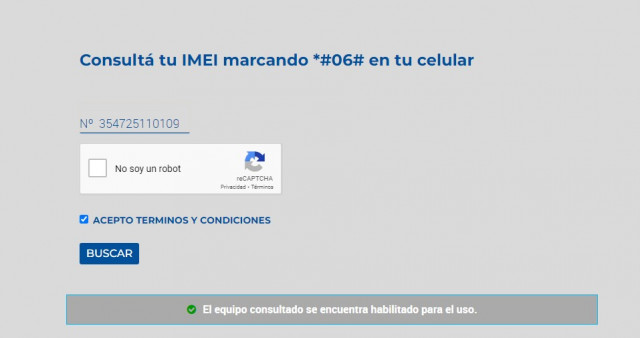 Consultá tu IMEI marcando *#06# en tu celular
Nº 354725110109
No soy un robot
reCAPTCHA
Privacidad • Términos
ACEPTO TERMINOS Y CONDICIONES
BUSCAR
El equipo consultado se encuentra habilitado para el uso.